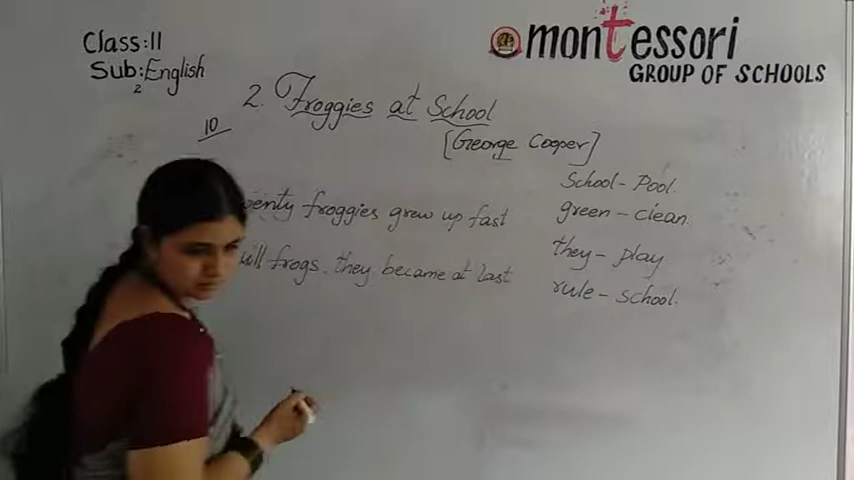 Class: II
Sub: English
2
montessori
GROUP OF SCHOOLS
2. Froggies at School
[George Cooper]
10
froggies grew up fast
frogs. they became at last
School - Pool.
green - clean.
they - play
rule - school.